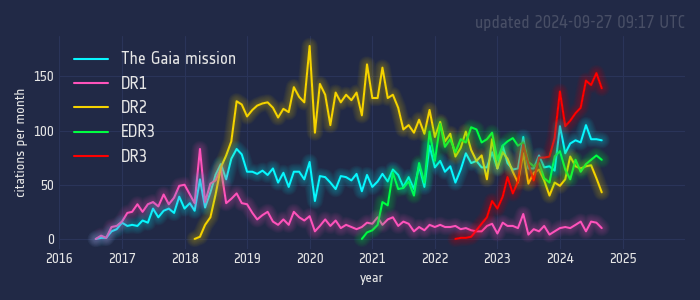 updated 2024-09-27 09:17 UTC
The Gaia mission
DR1
DR2
EDR3
DR3
citations per month
150
100
50
0
2016 2017 2018 2019 2020 2021 2022 2023 2024 2025
year